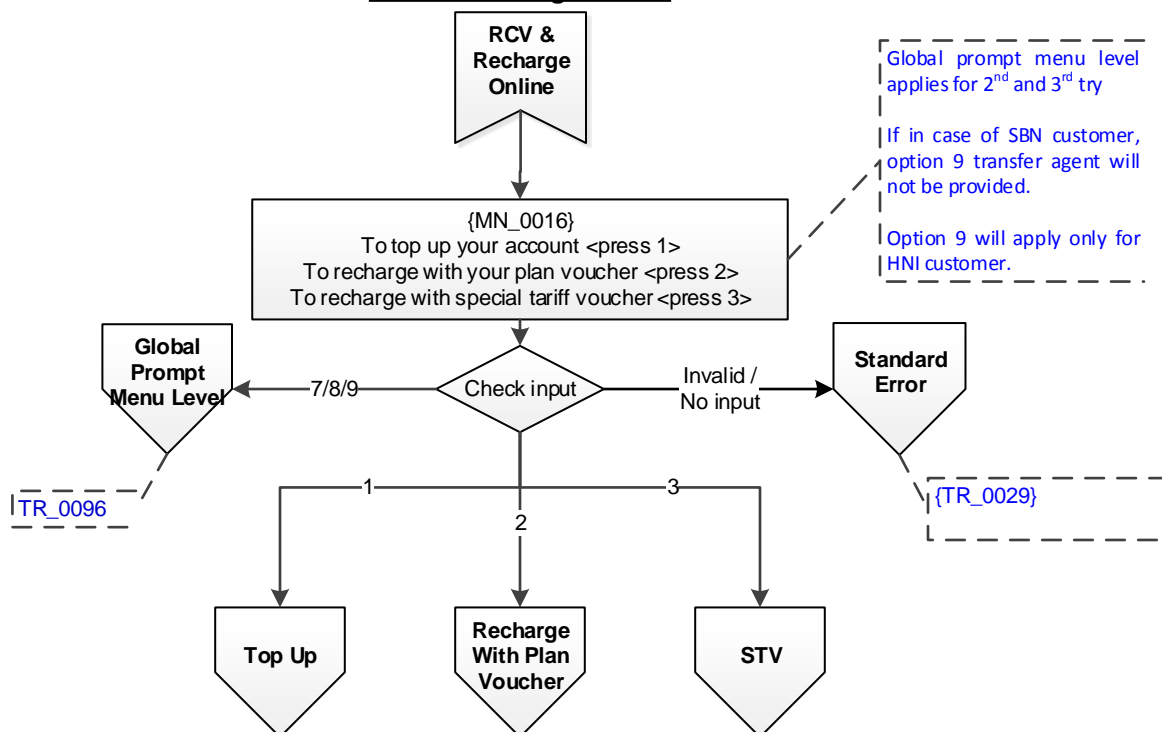 RCV &
Recharge
Online
Global prompt menu level
applies for 2nd and 3rd try
If in case of SBN customer,
option 9 transfer agent will
not be provided.
Option 9 will apply only for
HNI customer.
{MN_0016}
To top up your account <press 1>
To recharge with your plan voucher <press 2>
To recharge with special tariff voucher <press 3>
Global
Prompt
Menu Level
7/8/9
Check input
Invalid /
No input
Standard
Error
TR_0096
{TR_0029}
1
2
3
Top Up
Recharge
With Plan
Voucher
STV